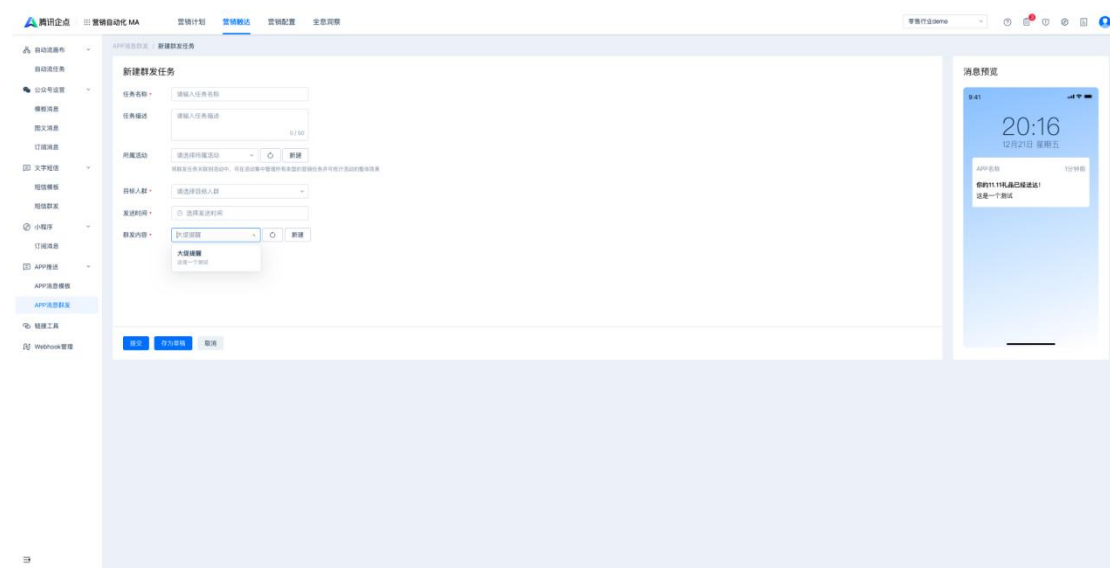 腾讯企点 营销自动化 MA 营销计划 营销触达 营销配置 全息洞察 零售行业demo
自动流画布
自动流任务
公众号运营
模板消息
图文消息
订阅消息
文字短信
短信模板
短信群发
小程序
订阅消息
APP推送
APP消息模板
APP消息群发
链接工具
Webhook管理
APP消息群发 / 新建群发任务
新建群发任务
任务名称 * 请输入任务名称
任务描述 请输入任务描述
0 / 50
所属活动 请选择所属活动 新建
目标人群 * 请选择目标人群
发送时间 * 选择发送时间
群发内容 * 大促提醒 新建
大促提醒
这是一个测试
提交 存为草稿 取消
消息预览
9:41
20:16
12月21日 星期五
APP名称 1分钟前
你的11.11礼品已经送达!
这是一个测试